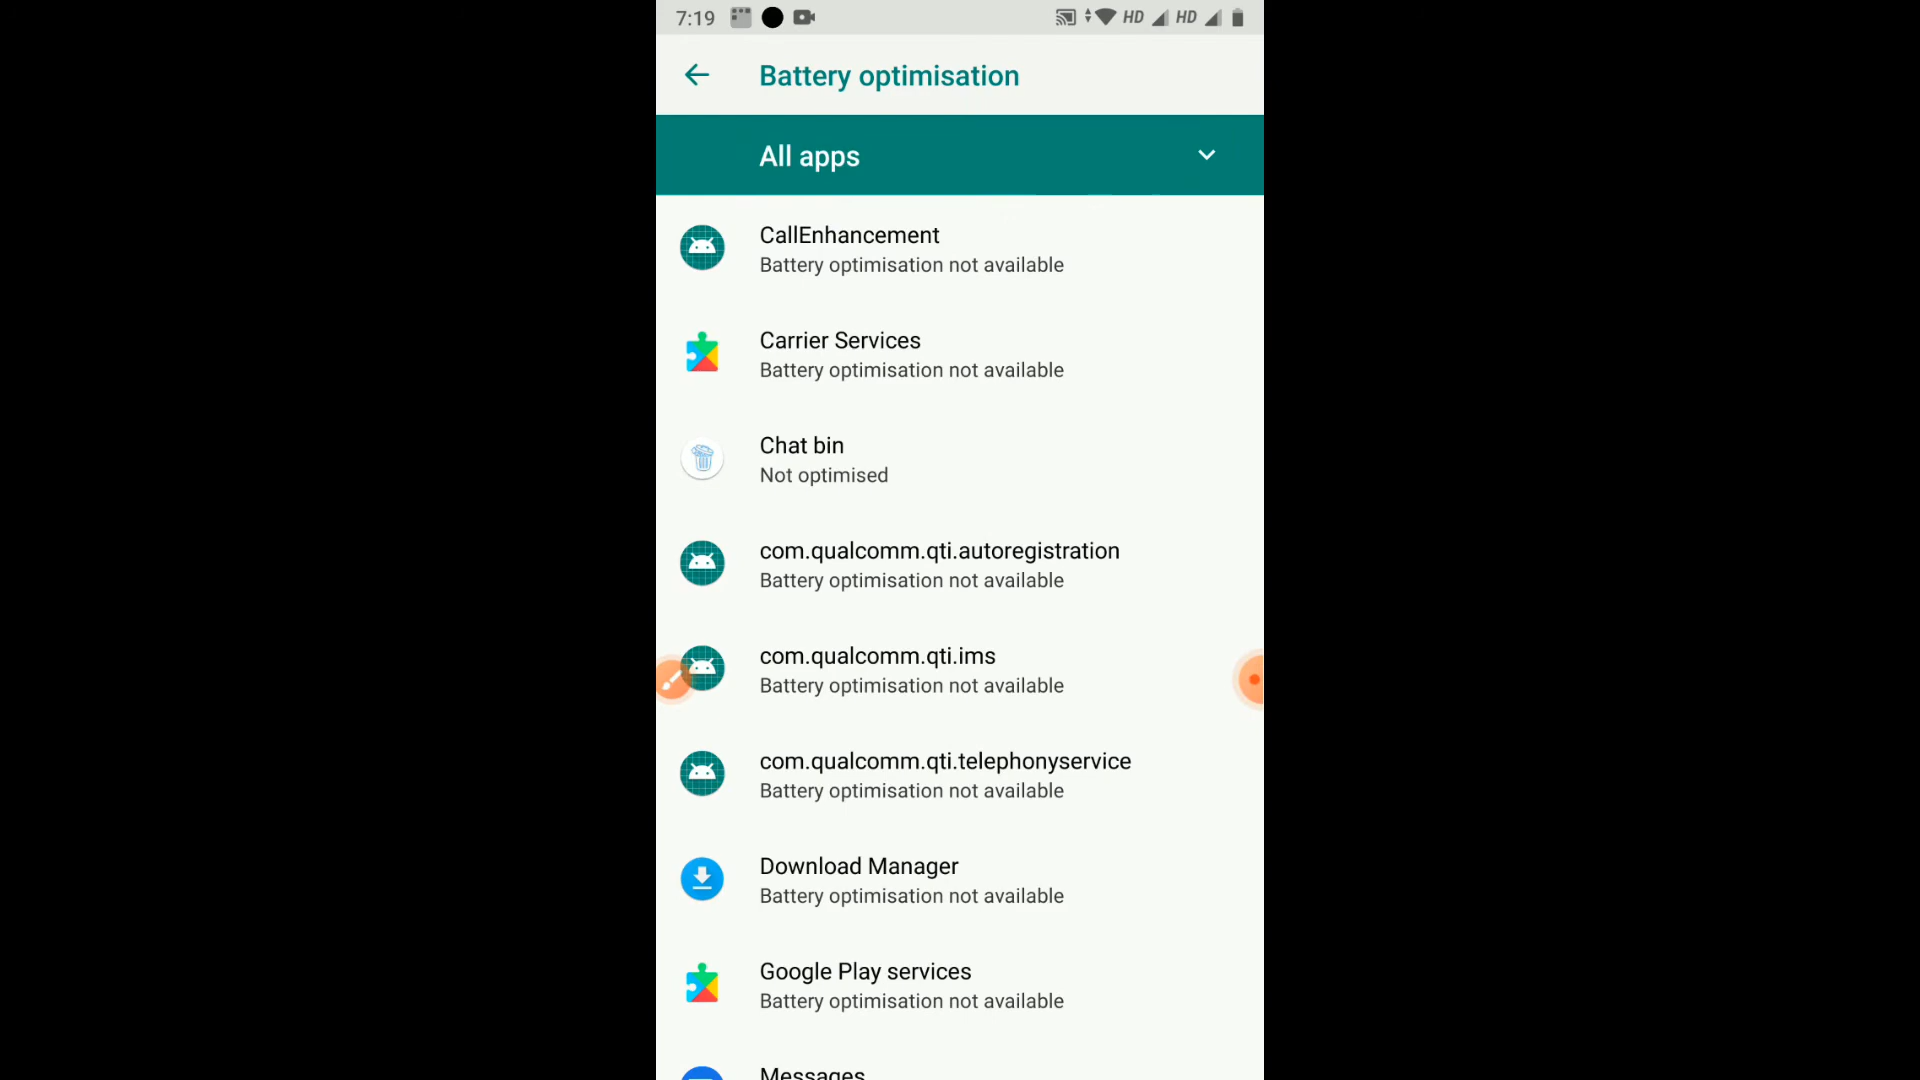 7:19 HD HD
Battery optimisation
All apps
CallEnhancement
Battery optimisation not available
Carrier Services
Battery optimisation not available
Chat bin
Not optimised
com.qualcomm.qti.autoregistration
Battery optimisation not available
com.qualcomm.qti.ims
Battery optimisation not available
com.qualcomm.qti.telephonyservice
Battery optimisation not available
Download Manager
Battery optimisation not available
Google Play services
Battery optimisation not available
Messages